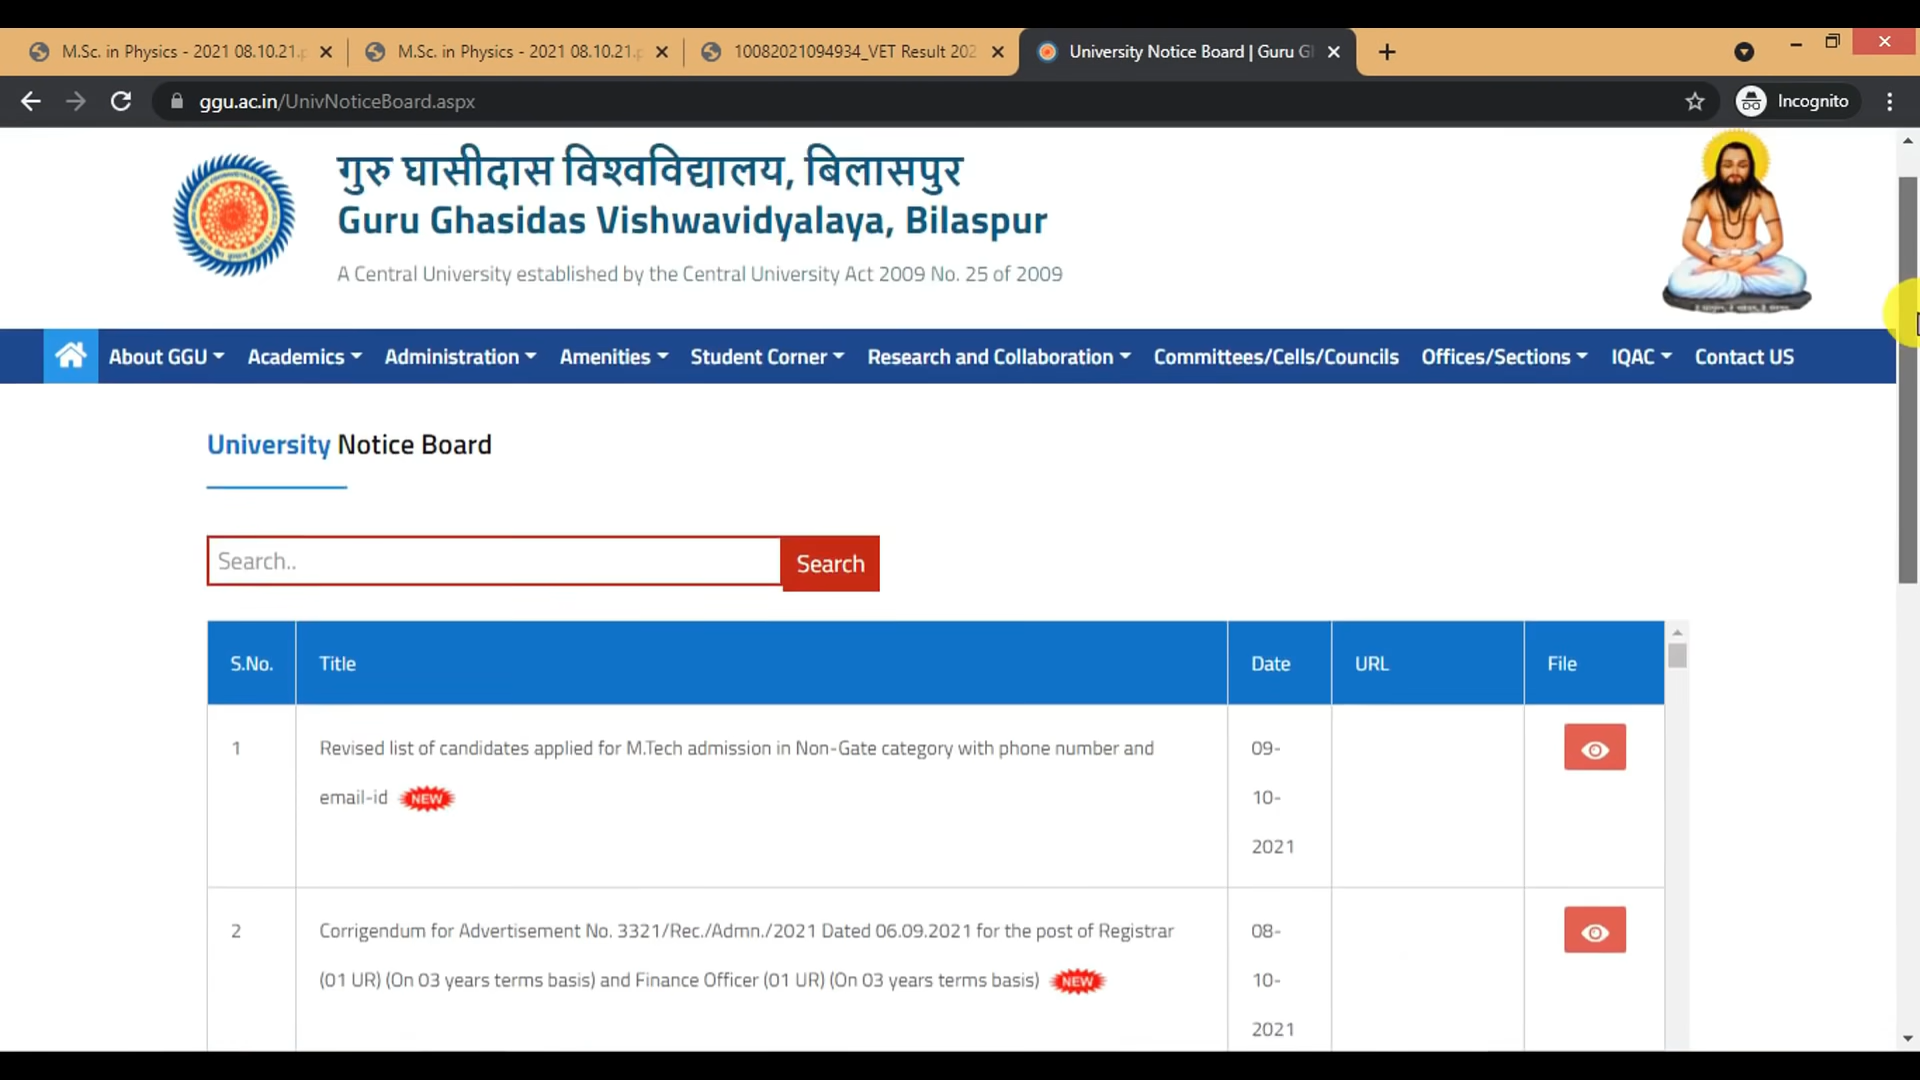 M.Sc. in Physics - 2021 08.10.21.p
M.Sc. in Physics - 2021 08.10.21.p
10082021094934_VET Result 202
University Notice Board | Guru Gh
ggu.ac.in/UnivNoticeBoard.aspx
Incognito
गुरु घासीदास विश्वविद्यालय, बिलासपुर
Guru Ghasidas Vishwavidyalaya, Bilaspur
A Central University established by the Central University Act 2009 No. 25 of 2009
About GGU Academics Administration Amenities Student Corner Research and Collaboration Committees/Cells/Councils Offices/Sections IQAC Contact US
University Notice Board
Search..
Search
S.No. Title Date URL File
1 Revised list of candidates applied for M.Tech admission in Non-Gate category with phone number and 09-
email-id NEW 10-
2021
2 Corrigendum for Advertisement No. 3321/Rec./Admn./2021 Dated 06.09.2021 for the post of Registrar 08-
(01 UR) (On 03 years terms basis) and Finance Officer (01 UR) (On 03 years terms basis) NEW 10-
2021